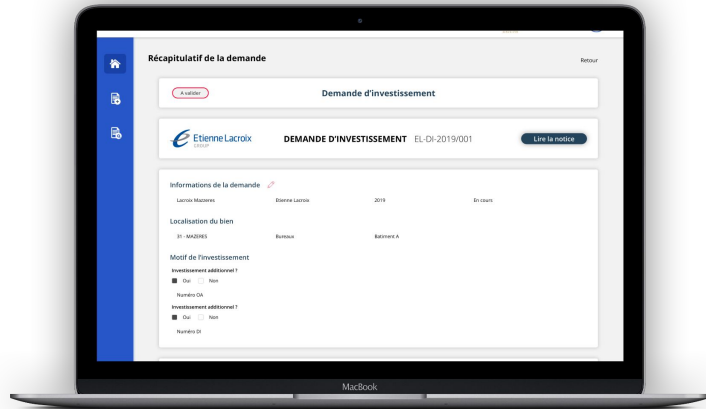 Récapitulatif de la demande
Retour
A valider
Demande d'investissement
Etienne Lacroix
GROUP
DEMANDE D'INVESTISSEMENT EL-DI-2019/001
Lire la notice
Informations de la demande
Lacroix Mazzeres Etienne Lacroix 2019 En cours
Localisation du bien
31 - MAZERES Bureaux Batiment A
Motif de l'investissement
Investissement additionnel ?
Oui Non
Numéro OA
Investissement additionnel ?
Oui Non
Numéro DI
MacBook